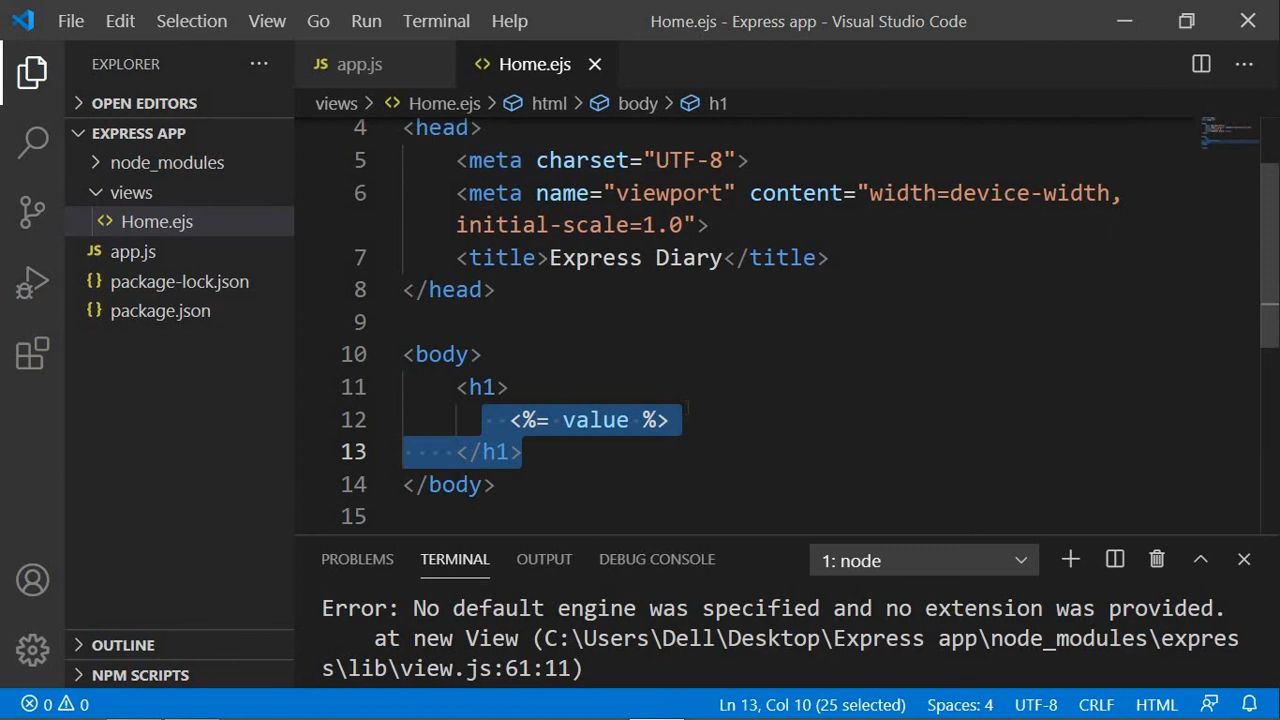 File Edit Selection View Go Run Terminal Help Home.ejs - Express app - Visual Studio Code
EXPLORER
OPEN EDITORS
EXPRESS APP
node_modules
views
Home.ejs
JS app.js
{} package-lock.json
{} package.json
OUTLINE
NPM SCRIPTS
JS app.js <> Home.ejs
views > <> Home.ejs > html > body > h1
4 <head>
5 <meta charset="UTF-8">
6 <meta name="viewport" content="width=device-width,
initial-scale=1.0">
7 <title>Express Diary</title>
8 </head>
9
10 <body>
11 <h1>
12 <%= value %>
13 </h1>
14 </body>
15
PROBLEMS TERMINAL OUTPUT DEBUG CONSOLE 1: node
Error: No default engine was specified and no extension was provided.
at new View (C:\Users\Dell\Desktop\Express app\node_modules\expres
s\lib\view.js:61:11)
0 0 Ln 13, Col 10 (25 selected) Spaces: 4 UTF-8 CRLF HTML